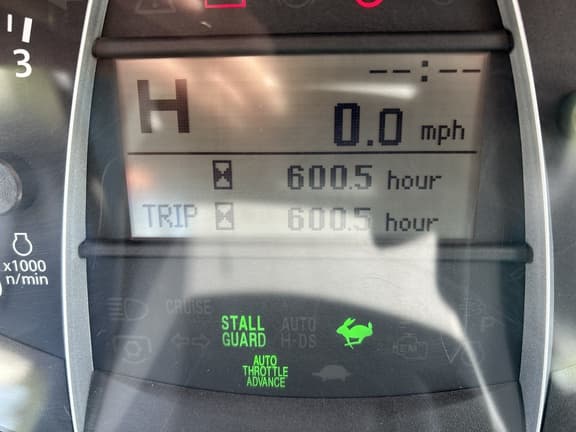 3
--:--
H
0.0 mph
600.5 hour
TRIP 600.5 hour
x1000
n/min
CRUISE
STALL
GUARD
AUTO
H-DS
P
AUTO
THROTTLE
ADVANCE